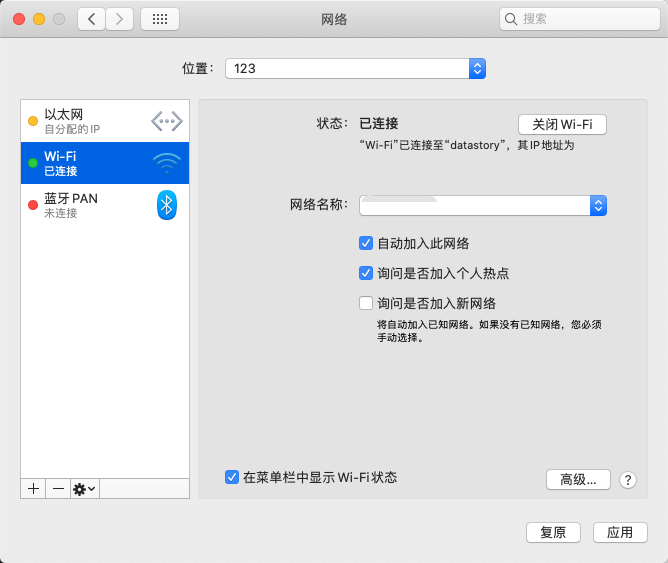 网络
搜索
位置： 123
以太网
自分配的 IP
Wi-Fi
已连接
蓝牙 PAN
未连接
状态： 已连接
关闭 Wi-Fi
“Wi-Fi”已连接至“datastory”，其 IP 地址为
网络名称：
自动加入此网络
询问是否加入个人热点
询问是否加入新网络
将自动加入已知网络。如果没有已知网络，您必须
手动选择。
在菜单栏中显示 Wi-Fi 状态
高级...
?
复原
应用